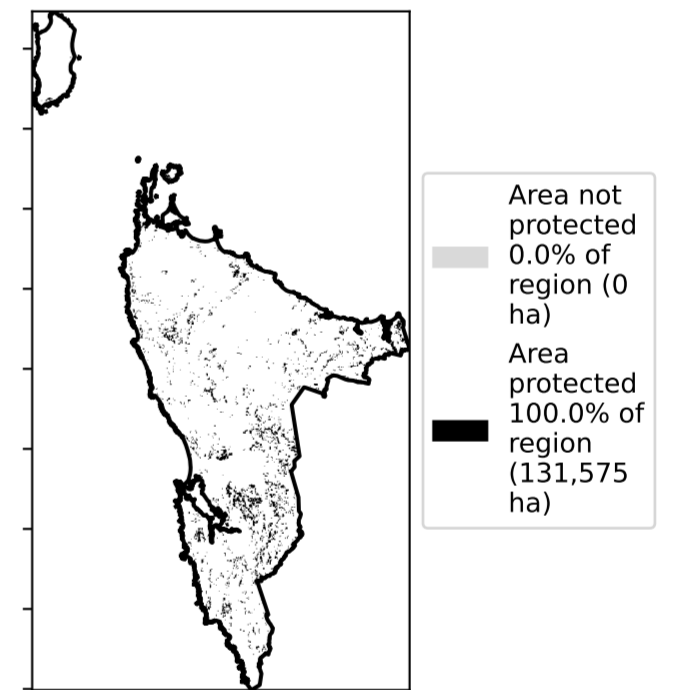 Area not
protected
0.0% of
region (0
ha)
Area
protected
100.0% of
region
(131,575
ha)